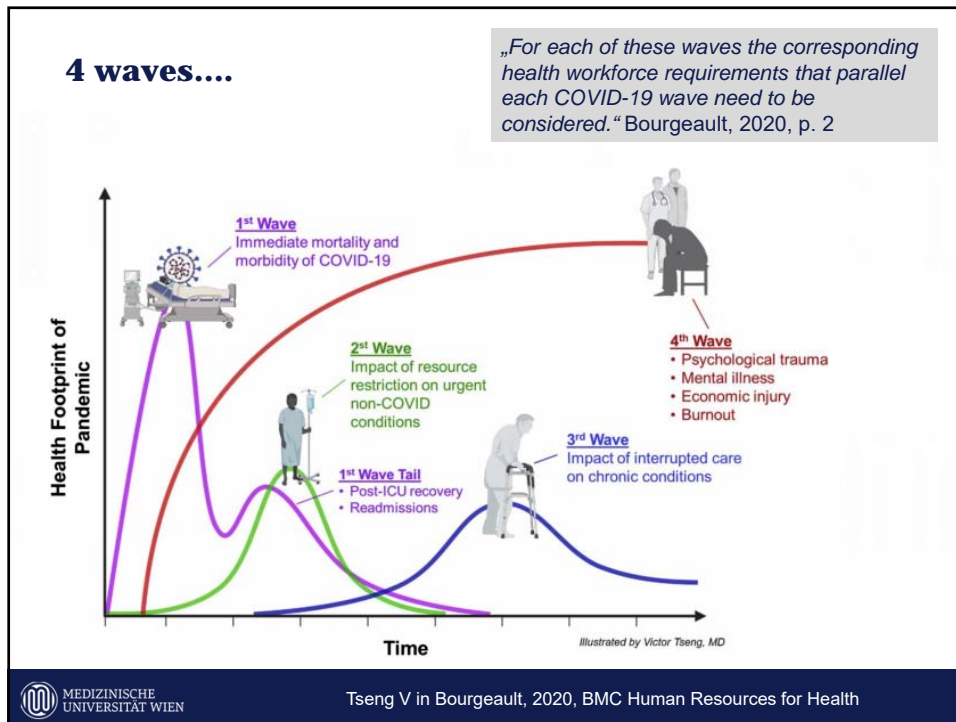 4 waves....
„For each of these waves the corresponding
health workforce requirements that parallel
each COVID-19 wave need to be
considered.“ Bourgeault, 2020, p. 2
1st Wave
Immediate mortality and
morbidity of COVID-19
2st Wave
Impact of resource
restriction on urgent
non-COVID
conditions
1st Wave Tail
• Post-ICU recovery
• Readmissions
3rd Wave
Impact of interrupted care
on chronic conditions
4th Wave
• Psychological trauma
• Mental illness
• Economic injury
• Burnout
Health Footprint of
Pandemic
Time
Illustrated by Victor Tseng, MD
MEDIZINISCHE
UNIVERSITÄT WIEN
Tseng V in Bourgeault, 2020, BMC Human Resources for Health